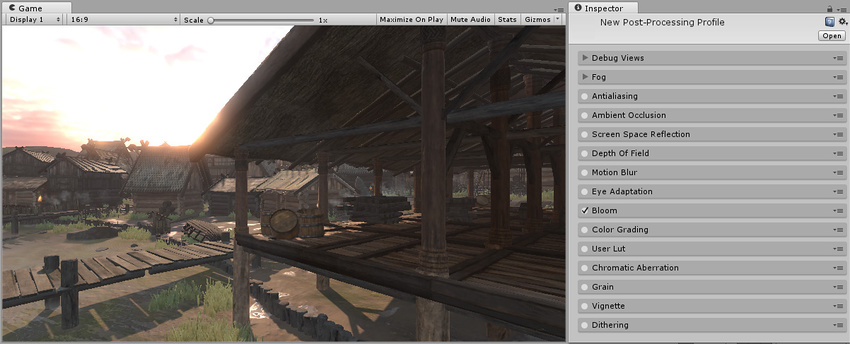 Game
Display 1 16:9 Scale 1x Maximize On Play Mute Audio Stats Gizmos
Inspector
New Post-Processing Profile
Open
Debug Views
Fog
Antialiasing
Ambient Occlusion
Screen Space Reflection
Depth Of Field
Motion Blur
Eye Adaptation
Bloom
Color Grading
User Lut
Chromatic Aberration
Grain
Vignette
Dithering